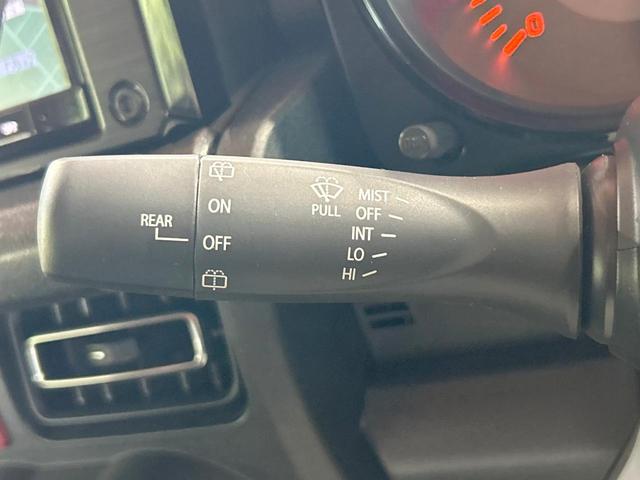 ON
REAR
OFF
PULL
MIST
OFF
INT
LO
HI